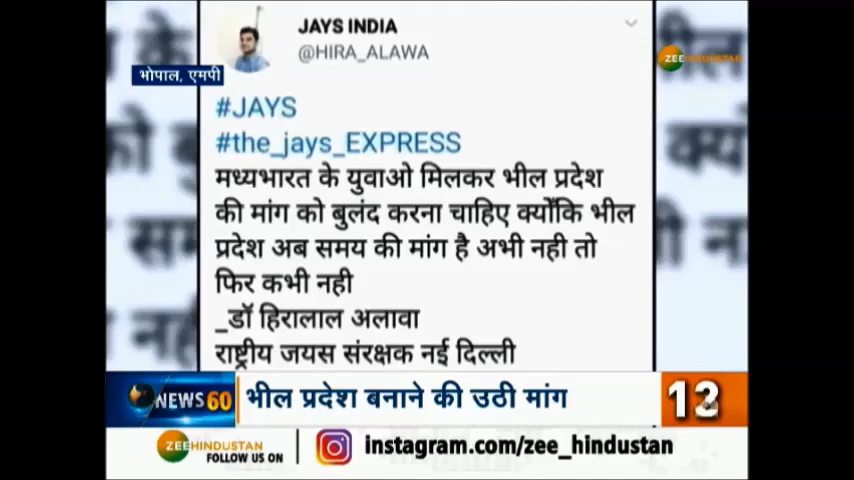 JAYS INDIA
@HIRA_ALAWA
ZEE HINDUSTAN
भोपाल, एमपी
#JAYS
#the_jays_EXPRESS
मध्यभारत के युवाओ मिलकर भील प्रदेश
की मांग को बुलंद करना चाहिए क्योंकि भील
प्रदेश अब समय की मांग है अभी नही तो
फिर कभी नही
_डॉ हिरालाल अलावा
राष्ट्रीय जयस संरक्षक नई दिल्ली
NEWS 60
भील प्रदेश बनाने की उठी मांग
ZEE HINDUSTAN
FOLLOW US ON
instagram.com/zee_hindustan